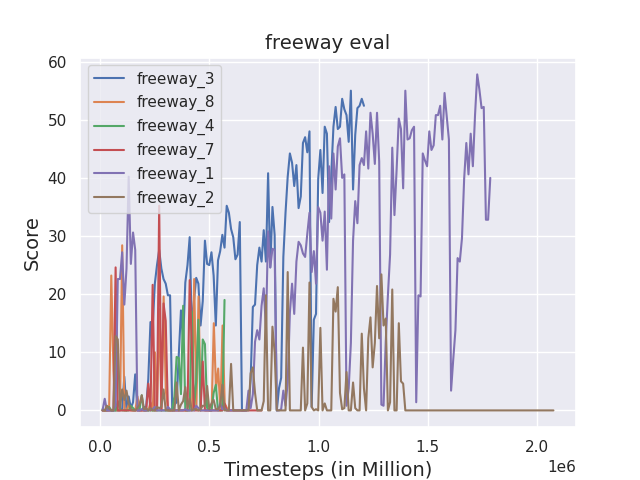 freeway eval
60
50
40
30
20
10
0
Score
freeway_3
freeway_8
freeway_4
freeway_7
freeway_1
freeway_2
0.0 0.5 1.0 1.5 2.0
1e6
Timesteps (in Million)